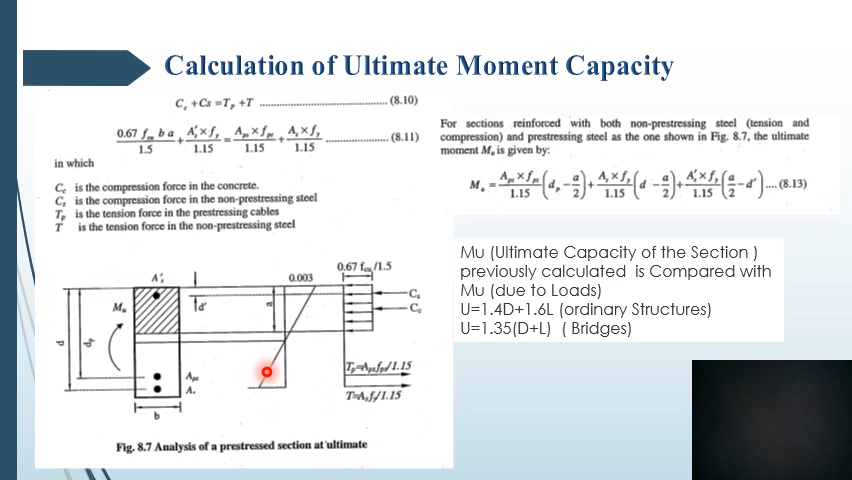 Calculation of Ultimate Moment Capacity
C_c + Cs = T_p + T ............................................ (8.10)
0.67 f_cu b a / 1.5 + A'_s × f_y / 1.15 = A_ps × f_ps / 1.15 + A_s × f_y / 1.15 ..................... (8.11)
in which
C_c is the compression force in the concrete.
C_s is the compression force in the non-prestressing steel
T_p is the tension force in the prestressing cables
T is the tension force in the non-prestressing steel
A'_s
0.003
0.67 f_cu/1.5
M_u
d'
a
C_s
C_c
d
d_p
A_ps
A_s
T_p=A_ps f_ps/1.15
T=A_s f_y/1.15
b
Fig. 8.7 Analysis of a prestressed section at ultimate
For sections reinforced with both non-prestressing steel (tension and
compression) and prestressing steel as the one shown in Fig. 8.7, the ultimate
moment M_u is given by:
M_u = A_ps × f_ps / 1.15 (d_p − a/2) + A_s × f_y / 1.15 (d − a/2) + A'_s × f_y / 1.15 (a/2 − d') .... (8.13)
Mu (Ultimate Capacity of the Section )
previously calculated is Compared with
Mu (due to Loads)
U=1.4D+1.6L (ordinary Structures)
U=1.35(D+L) ( Bridges)